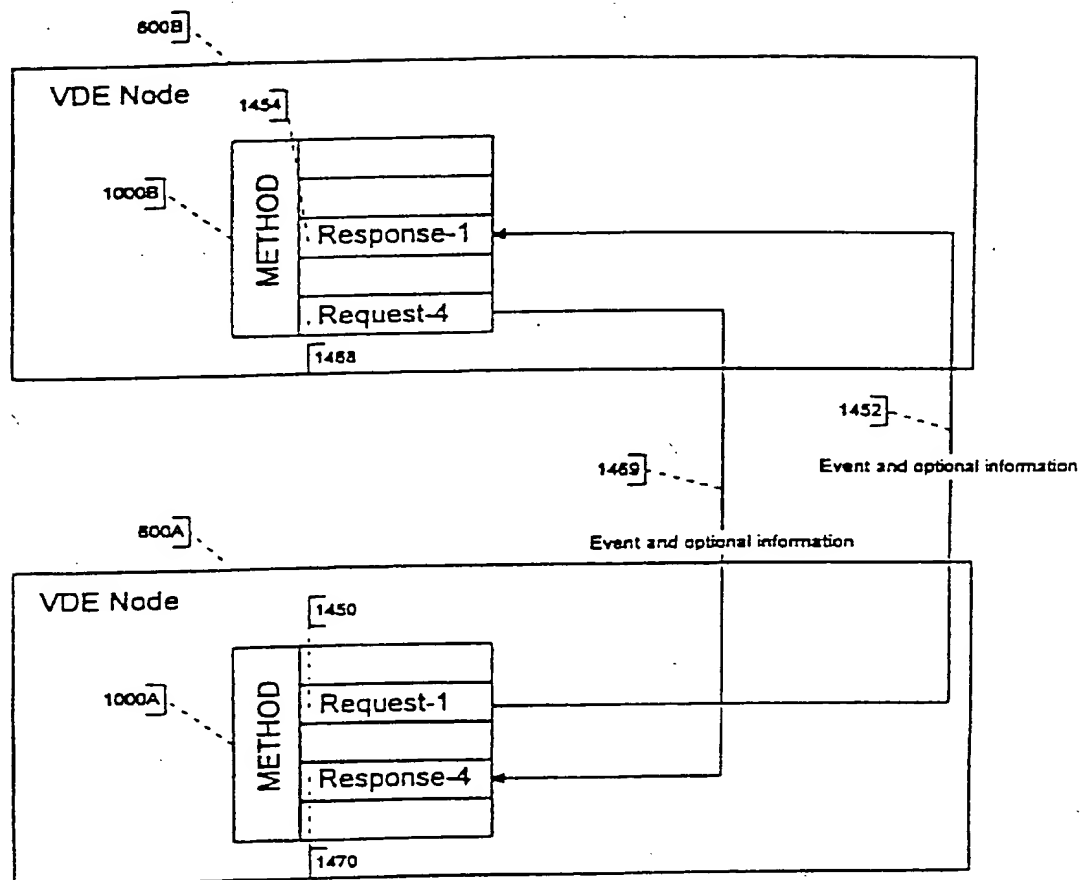 600B
VDE Node
1454
1000B
METHOD
Response-1
Request-4
1468
1452
Event and optional information
1469
600A
Event and optional information
VDE Node
1450
1000A
METHOD
Request-1
Response-4
1470